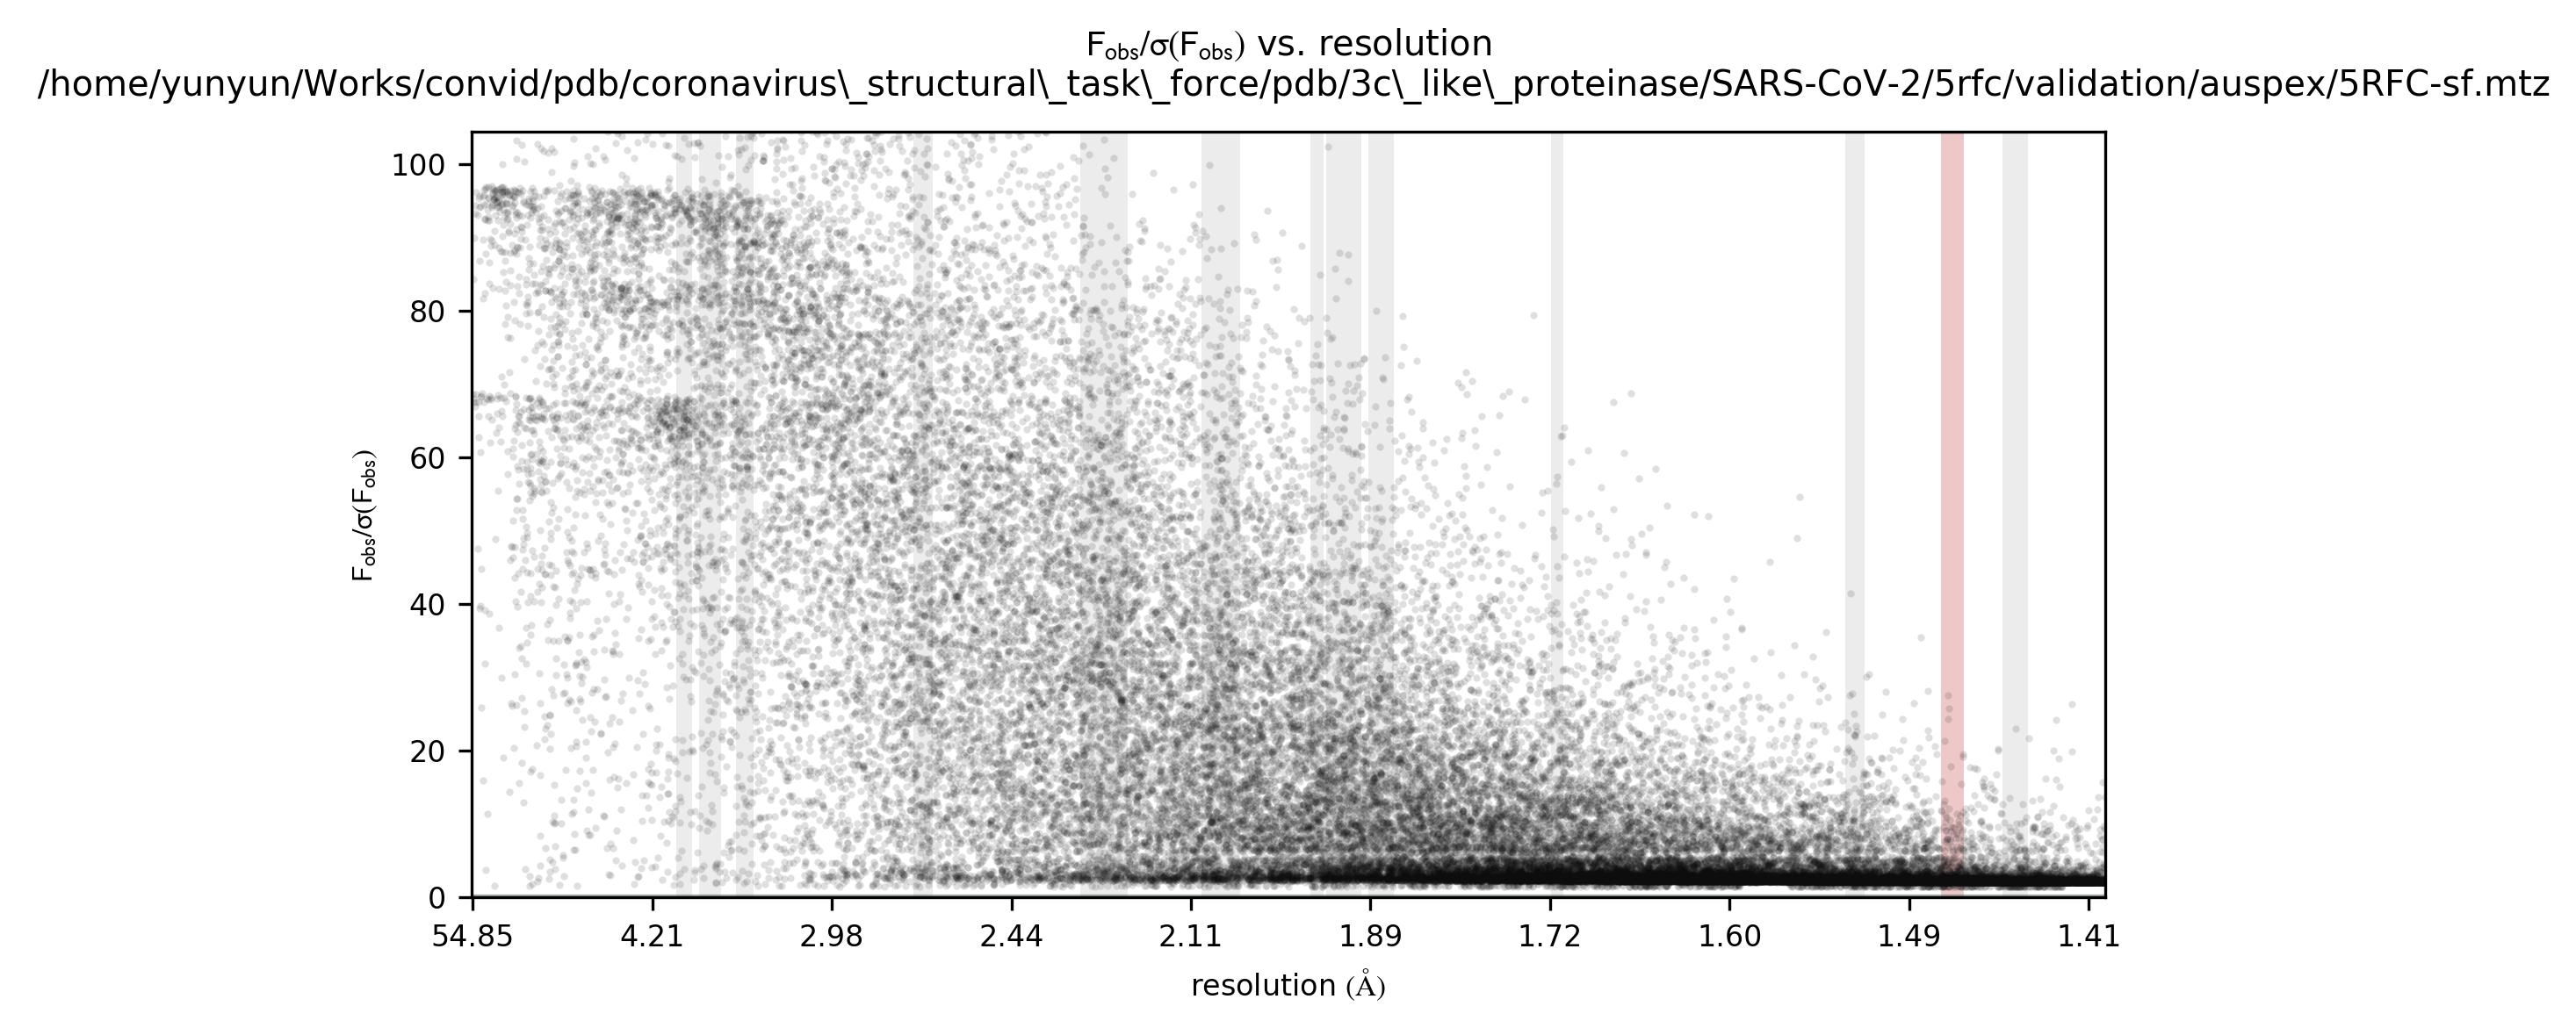 Fobs/σ(Fobs) vs. resolution
/home/yunyun/Works/convid/pdb/coronavirus\_structural\_task\_force/pdb/3c\_like\_proteinase/SARS-CoV-2/5rfc/validation/auspex/5RFC-sf.mtz
Fobs/σ(Fobs)
100
80
60
40
20
0
54.85 4.21 2.98 2.44 2.11 1.89 1.72 1.60 1.49 1.41
resolution (Å)